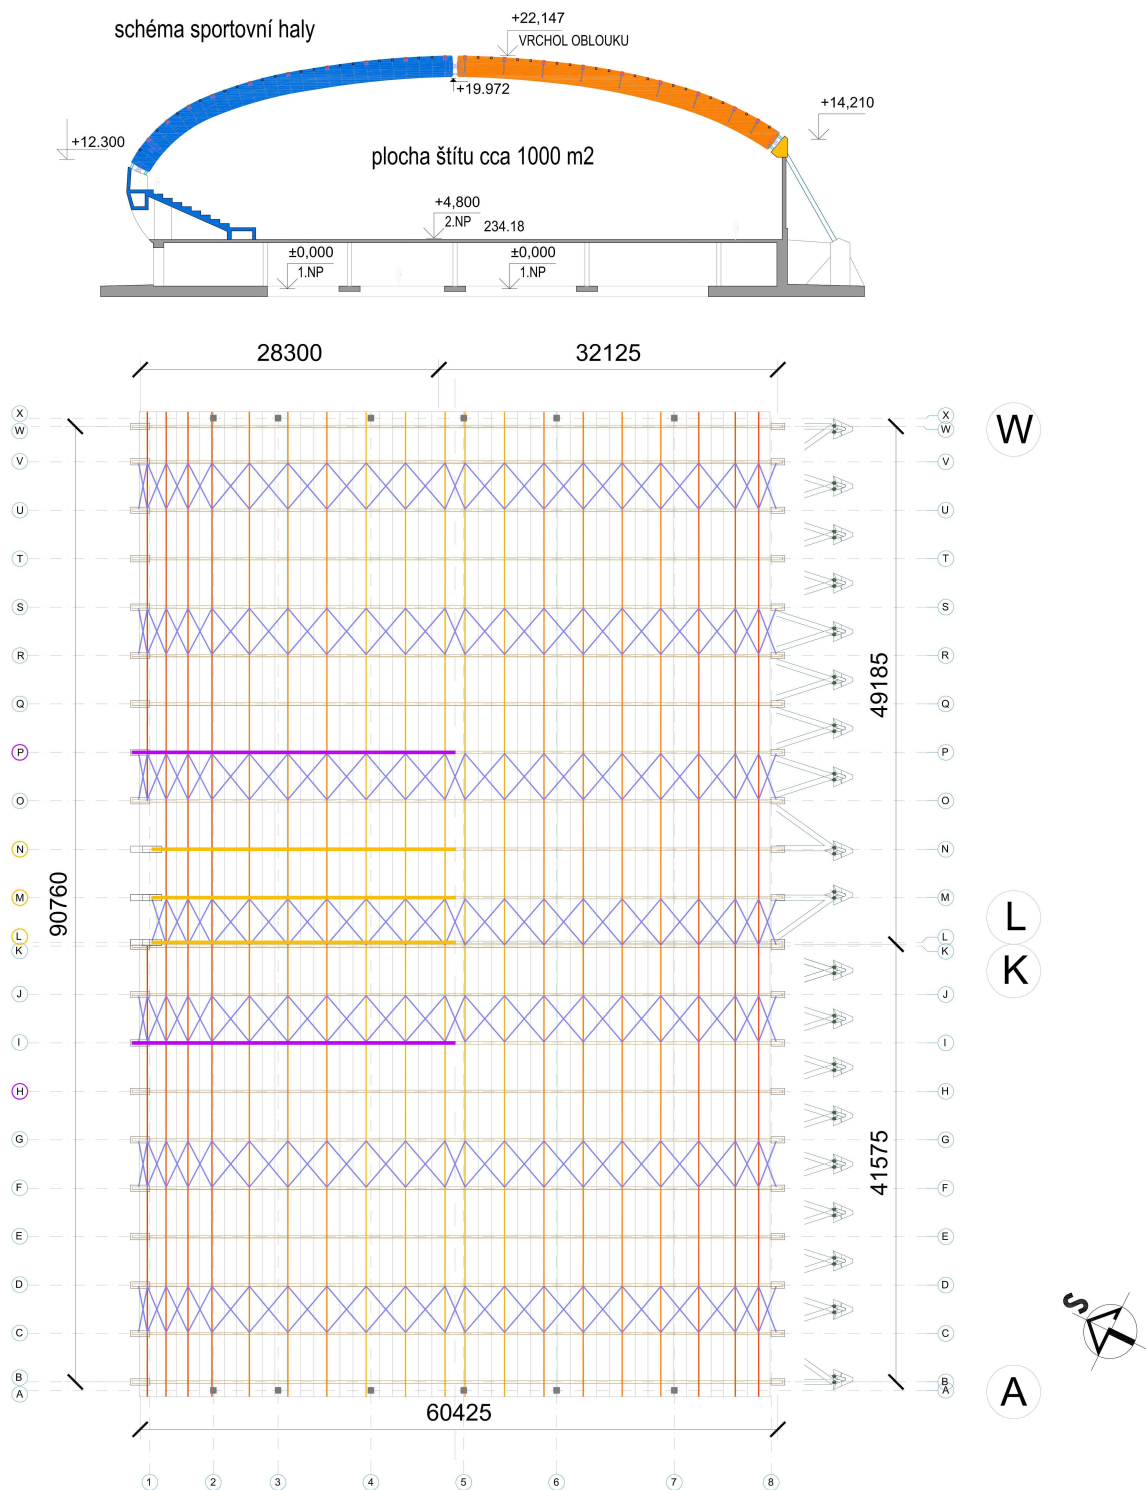 schéma sportovní haly
+22,147
VRCHOL OBLOUKU
+19.972
+14,210
+12.300
plocha štítu cca 1000 m2
+4,800
2.NP 234.18
±0,000
1.NP
±0,000
1.NP
28300
32125
X
W
V
U
T
S
R
Q
P
O
N
M
L
K
J
I
H
G
F
E
D
C
B
A
90760
49185
41575
X
W
V
U
T
S
R
Q
P
O
N
M
L
K
J
I
H
G
F
E
D
C
B
A
W
L
K
A
S
60425
1
2
3
4
5
6
7
8